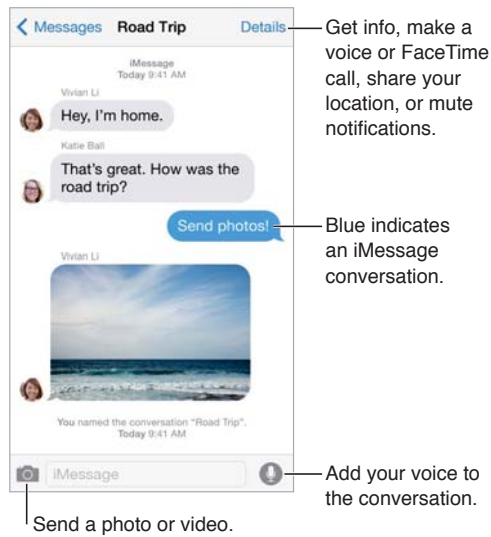 Messages Road Trip Details
Get info, make a
voice or FaceTime
call, share your
location, or mute
notifications.
iMessage
Today 9:41 AM
Vivian Li
Hey, I'm home.
Katie Ball
That's great. How was the
road trip?
Send photos!
Blue indicates
an iMessage
conversation.
Vivian Li
You named the conversation "Road Trip".
Today 9:41 AM
iMessage
Add your voice to
the conversation.
Send a photo or video.